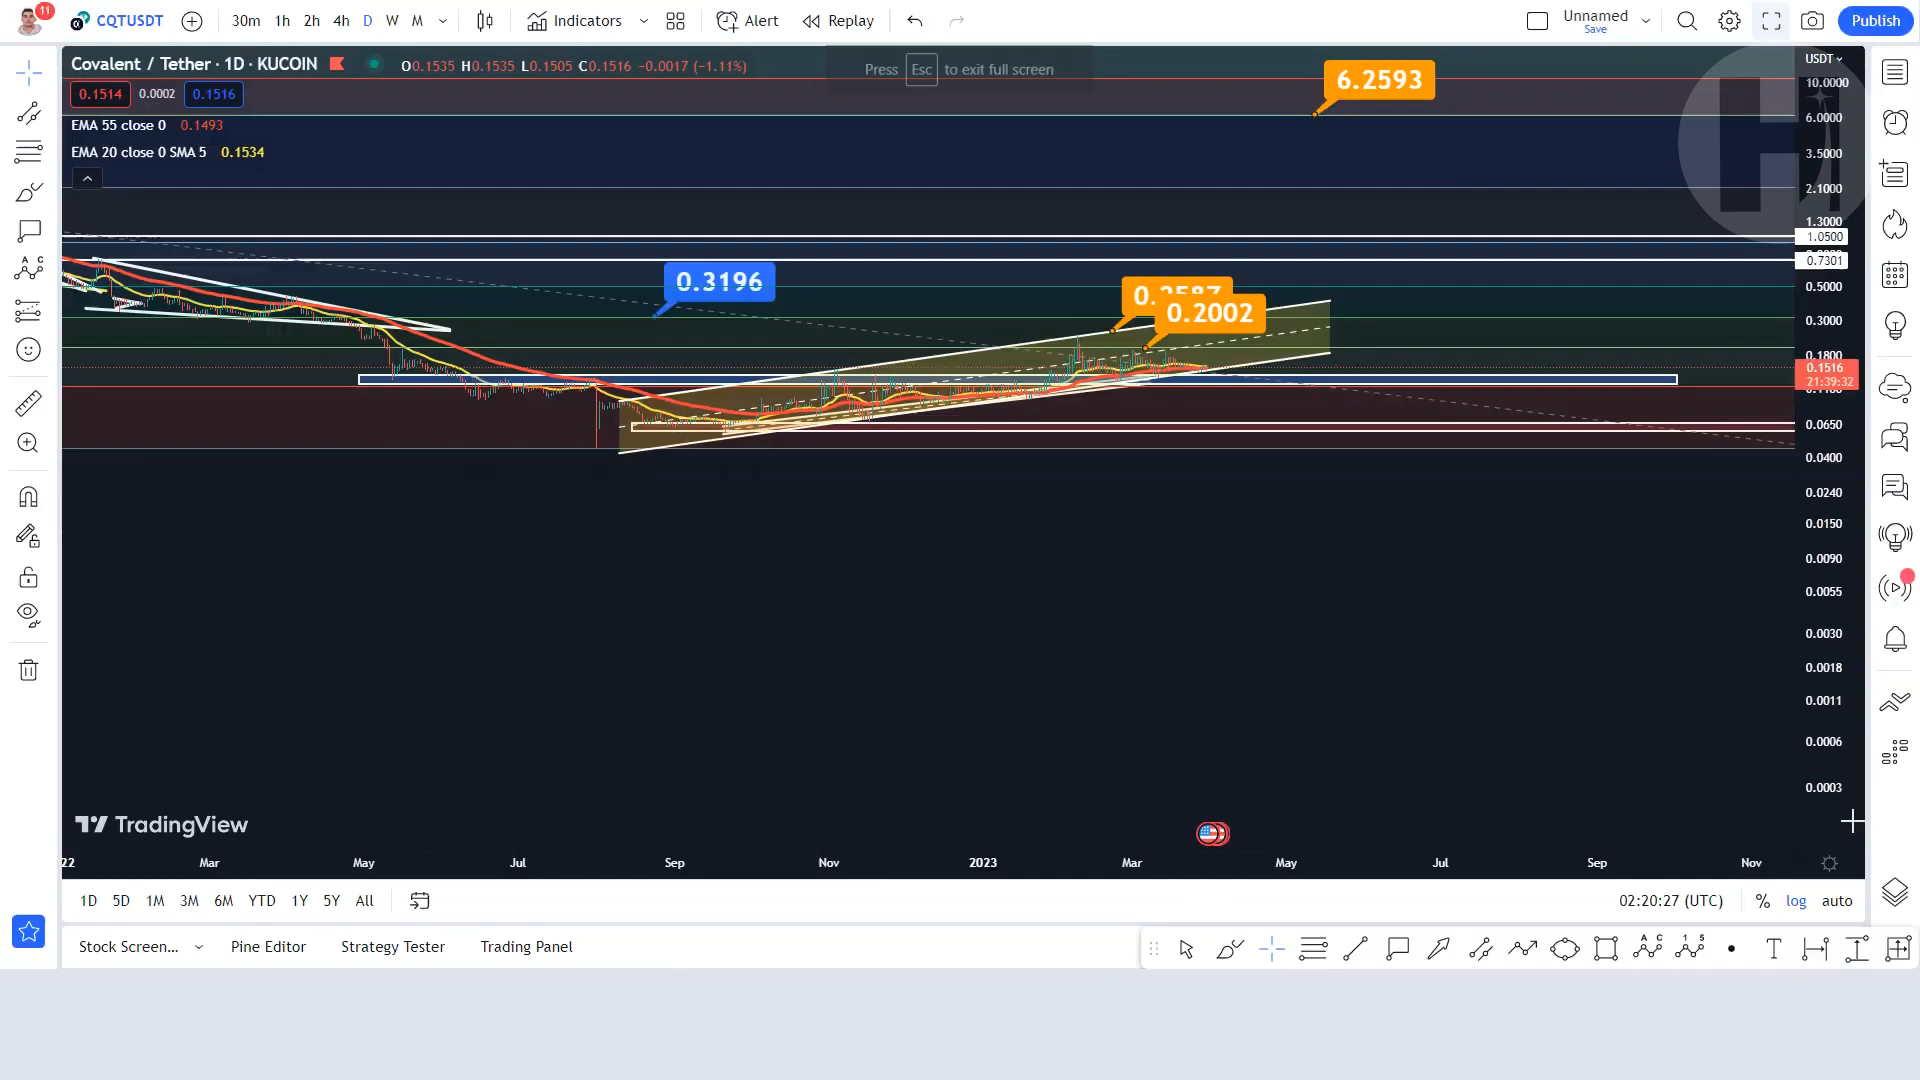 11
CQTUSDT 30m 1h 2h 4h D W M Indicators Alert Replay Unnamed Save Publish
Covalent / Tether · 1D · KUCOIN O0.1535 H0.1535 L0.1505 C0.1516 -0.0017 (-1.11%)
Press Esc to exit full screen
0.1514 0.0002 0.1516
EMA 55 close 0 0.1493
EMA 20 close 0 SMA 5 0.1534
6.2593
0.3196
0.2587
0.2002
USDT
10.0000
6.0000
3.5000
2.1000
1.3000
1.0500
0.7301
0.5000
0.3000
0.1800
0.1516
21:39:32
0.0650
0.0400
0.0240
0.0150
0.0090
0.0055
0.0030
0.0018
0.0011
0.0006
0.0003
TradingView
22 Mar May Jul Sep Nov 2023 Mar May Jul Sep Nov
1D 5D 1M 3M 6M YTD 1Y 5Y All 02:20:27 (UTC) % log auto
Stock Screen... Pine Editor Strategy Tester Trading Panel